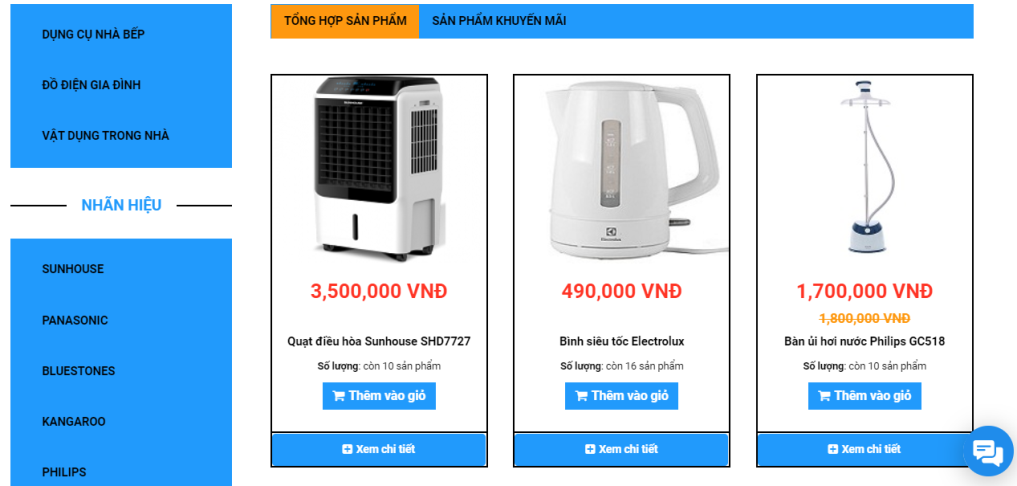 DỤNG CỤ NHÀ BẾP
ĐỒ ĐIỆN GIA ĐÌNH
VẬT DỤNG TRONG NHÀ
NHÃN HIỆU
SUNHOUSE
PANASONIC
BLUESTONES
KANGAROO
PHILIPS
TỔNG HỢP SẢN PHẨM SẢN PHẨM KHUYẾN MÃI
3,500,000 VNĐ
Quạt điều hòa Sunhouse SHD7727
Số lượng: còn 10 sản phẩm
Thêm vào giỏ
Xem chi tiết
Electrolux
490,000 VNĐ
Bình siêu tốc Electrolux
Số lượng: còn 16 sản phẩm
Thêm vào giỏ
Xem chi tiết
1,700,000 VNĐ
1,800,000 VNĐ
Bàn ủi hơi nước Philips GC518
Số lượng: còn 10 sản phẩm
Thêm vào giỏ
Xem chi tiết